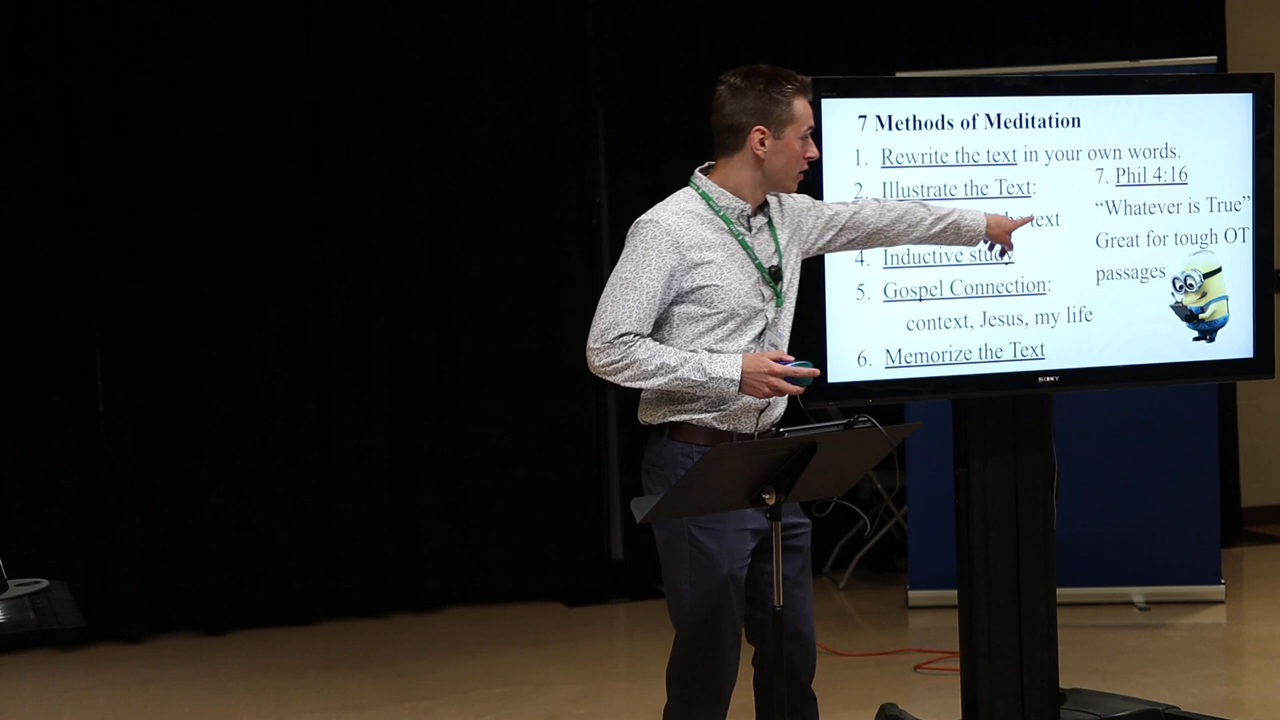 7 Methods of Meditation
1. Rewrite the text in your own words.
2. Illustrate the Text:
text
4. Inductive study
5. Gospel Connection:
context, Jesus, my life
6. Memorize the Text
7. Phil 4:16
“Whatever is True”
Great for tough OT
passages
SONY